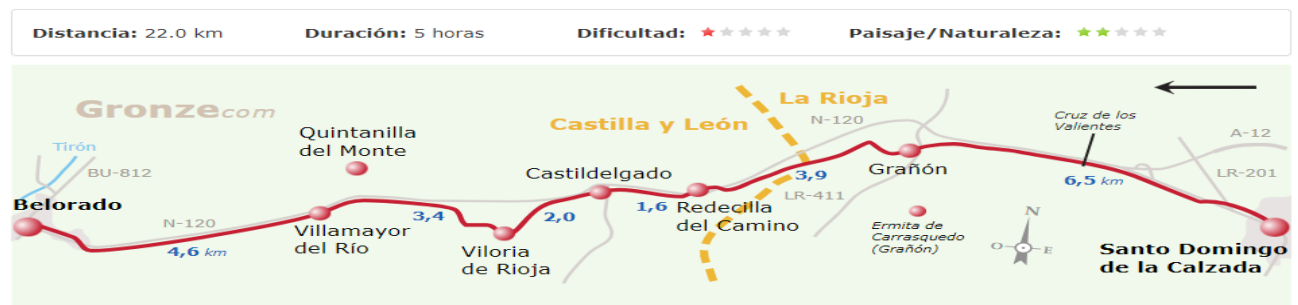 Distancia: 22.0 km Duración: 5 horas Dificultad: Paisaje/Naturaleza:
Gronzecom
La Rioja
Castilla y León
N-120
Cruz de los
Valientes
A-12
Quintanilla
del Monte
Tirón
BU-812
Castildelgado
Grañón
3,9
6,5 km
LR-201
LR-411
Belorado
N-120
3,4
2,0
1,6
Redecilla
del Camino
Villamayor
del Río
4,6 km
Viloria
de Rioja
Ermita de
Carrasquedo
(Grañón)
N
O
E
Santo Domingo
de la Calzada